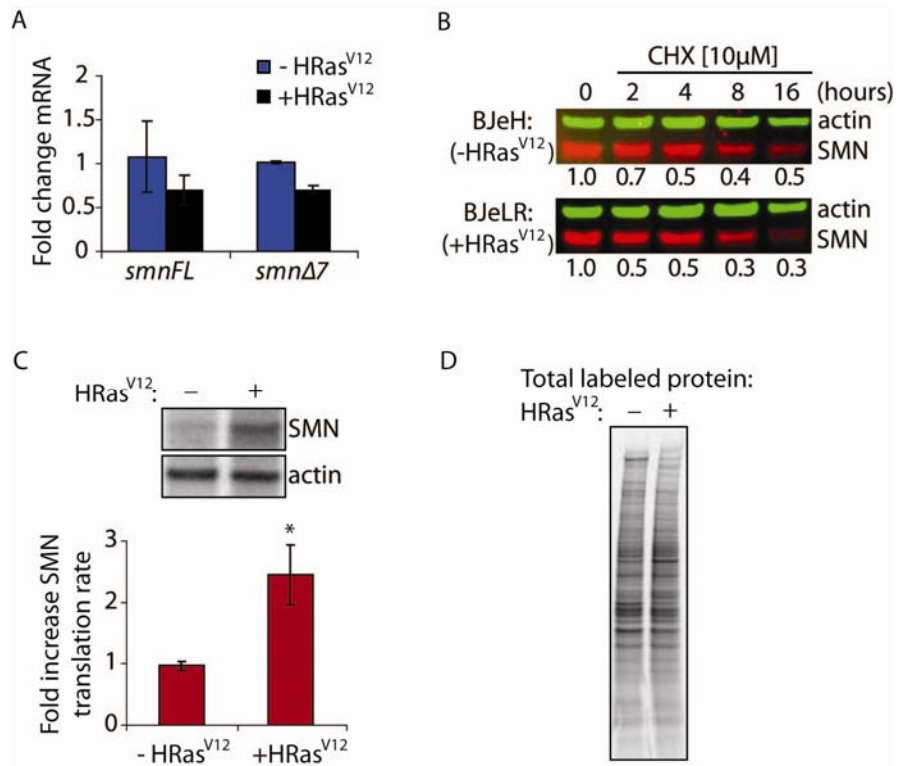 A
- HRasV12
+HRasV12
Fold change mRNA
2
1.5
1
0.5
0
smnFL smnΔ7
B
CHX [10μM]
0 2 4 8 16 (hours)
BJeH: actin
(-HRasV12) SMN
1.0 0.7 0.5 0.4 0.5
BJeLR: actin
(+HRasV12) SMN
1.0 0.5 0.5 0.3 0.3
C
HRasV12: – +
SMN
actin
Fold increase SMN
translation rate
3
2
1
0
*
- HRasV12 +HRasV12
D
Total labeled protein:
HRasV12: – +